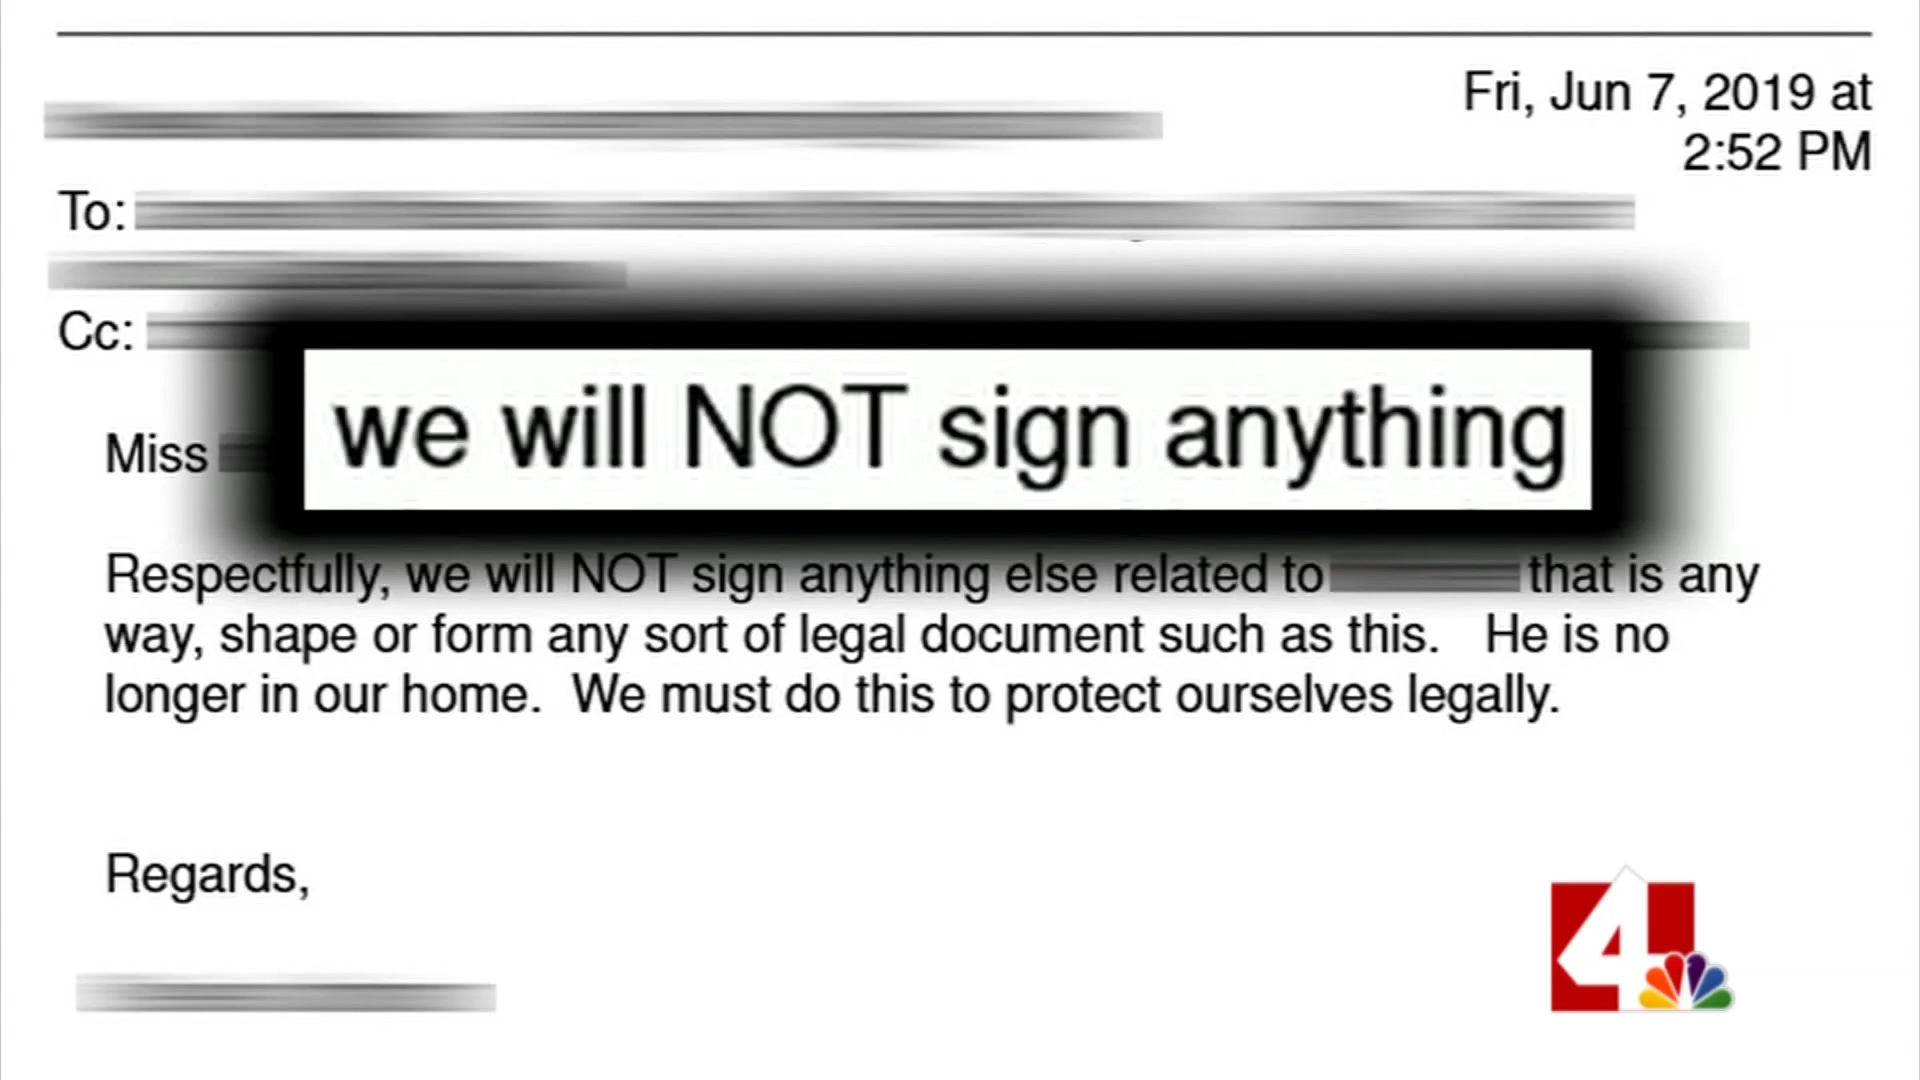 Fri, Jun 7, 2019 at
2:52 PM
To:
Cc:
we will NOT sign anything
Miss
Respectfully, we will NOT sign anything else related to that is any
way, shape or form any sort of legal document such as this. He is no
longer in our home. We must do this to protect ourselves legally.
Regards,
4